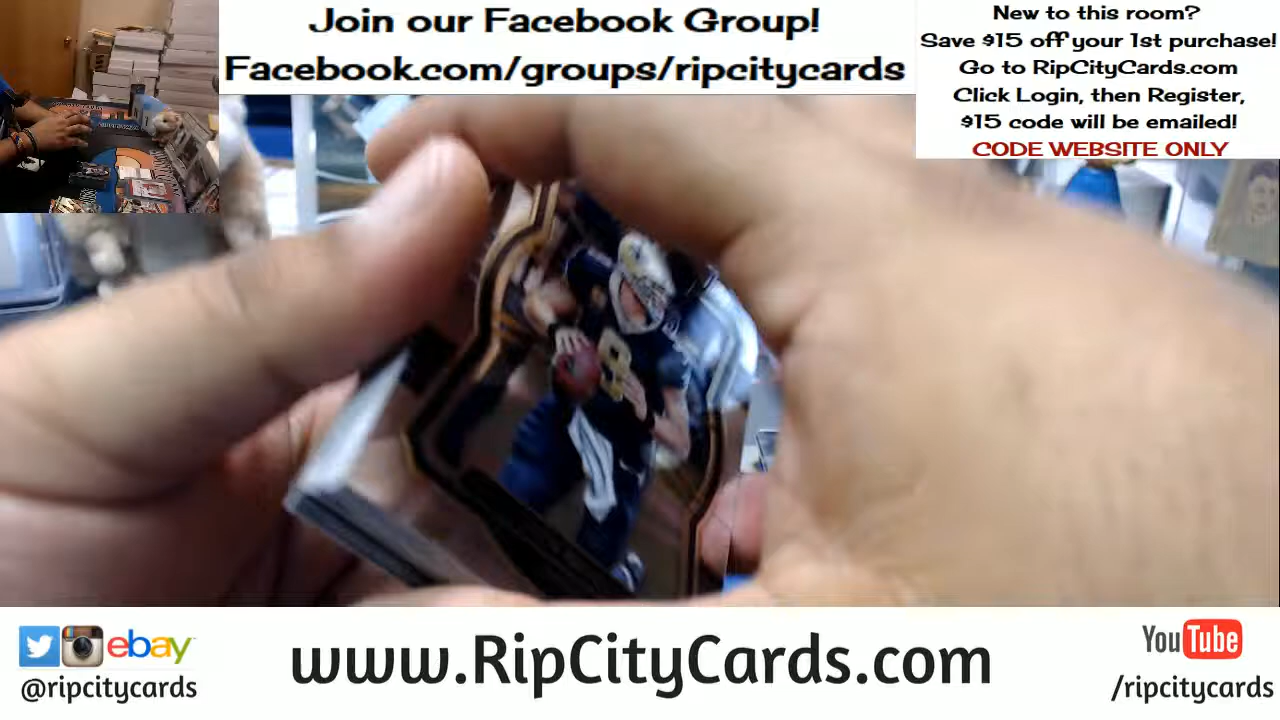 Join our Facebook Group!
Facebook.com/groups/ripcitycards
New to this room?
Save $15 off your 1st purchase!
Go to RipCityCards.com
Click Login, then Register,
$15 code will be emailed!
CODE WEBSITE ONLY
8
ebay
@ripcitycards
www.RipCityCards.com
YouTube
/ripcitycards